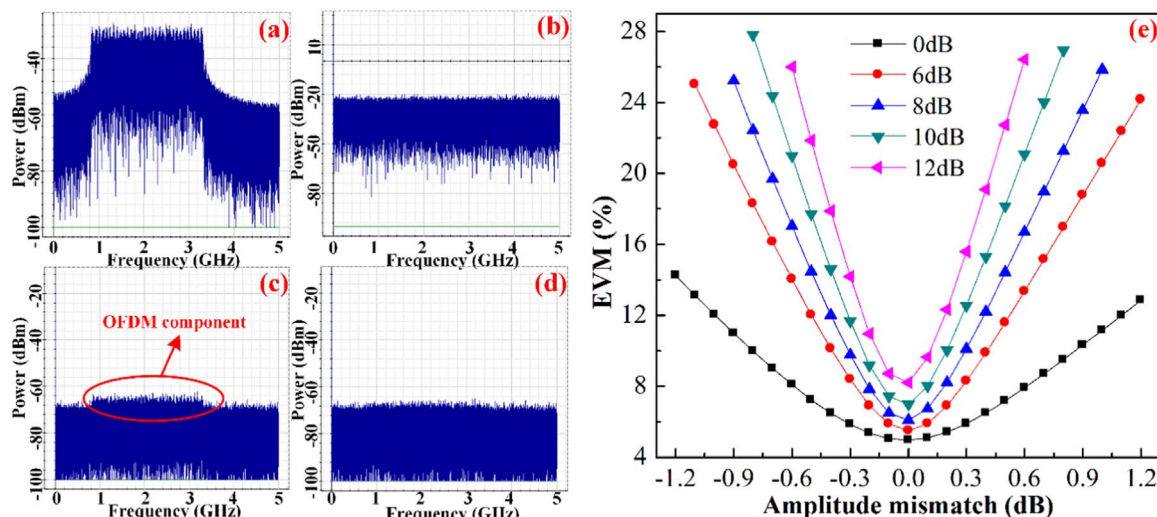 (a)
Power (dBm)
-40
-60
-80
-100
0 1 2 3 4 5
Frequency (GHz)
(b)
Power (dBm)
10
-20
-50
-80
0 1 2 3 4 5
Frequency (GHz)
(c)
OFDM component
Power (dBm)
-20
-40
-60
-80
-100
0 1 2 3 4 5
Frequency (GHz)
(d)
Power (dBm)
-20
-40
-60
-80
-100
0 1 2 3 4 5
Frequency (GHz)
(e)
0dB
6dB
8dB
10dB
12dB
EVM (%)
28
24
20
16
12
8
4
-1.2 -0.9 -0.6 -0.3 0.0 0.3 0.6 0.9 1.2
Amplitude mismatch (dB)